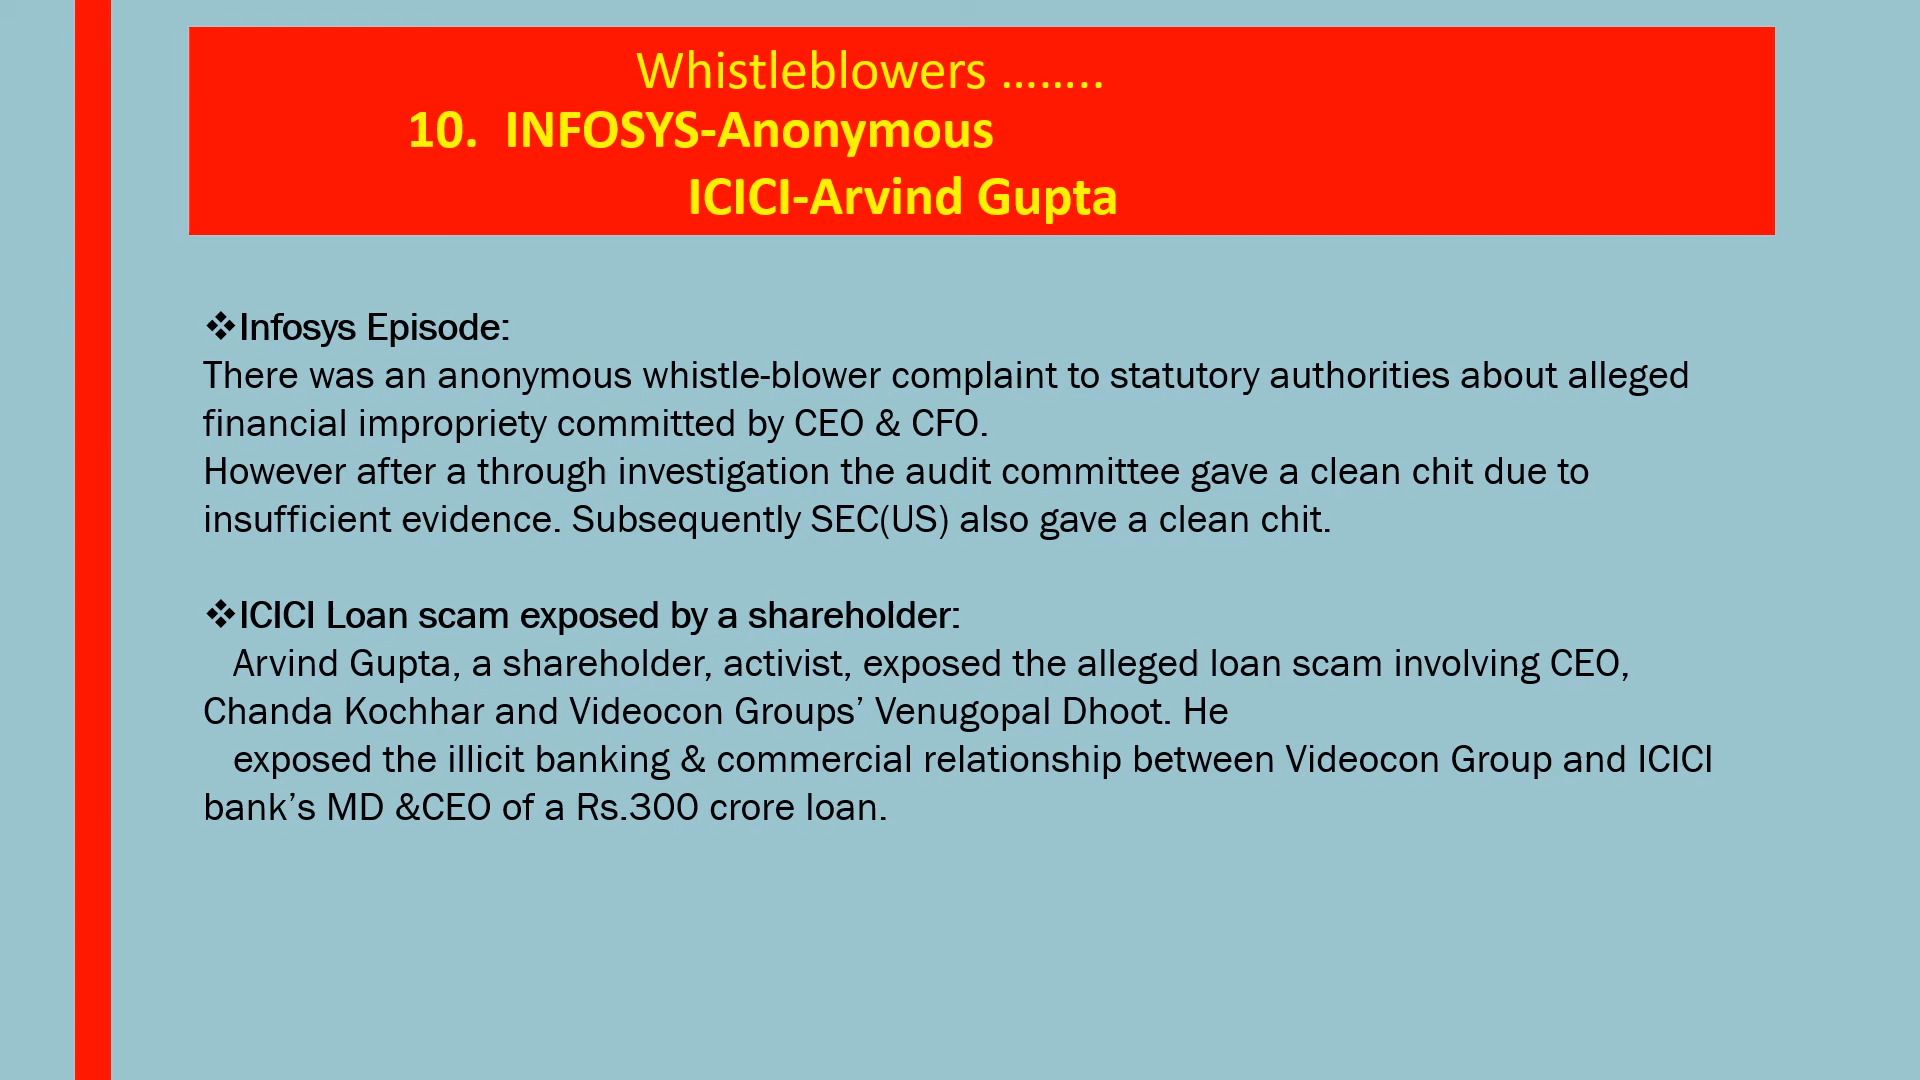 Whistleblowers ……..
10. INFOSYS-Anonymous
ICICI-Arvind Gupta
❖Infosys Episode:
There was an anonymous whistle-blower complaint to statutory authorities about alleged
financial impropriety committed by CEO & CFO.
However after a through investigation the audit committee gave a clean chit due to
insufficient evidence. Subsequently SEC(US) also gave a clean chit.
❖ICICI Loan scam exposed by a shareholder:
Arvind Gupta, a shareholder, activist, exposed the alleged loan scam involving CEO,
Chanda Kochhar and Videocon Groups’ Venugopal Dhoot. He
exposed the illicit banking & commercial relationship between Videocon Group and ICICI
bank’s MD &CEO of a Rs.300 crore loan.